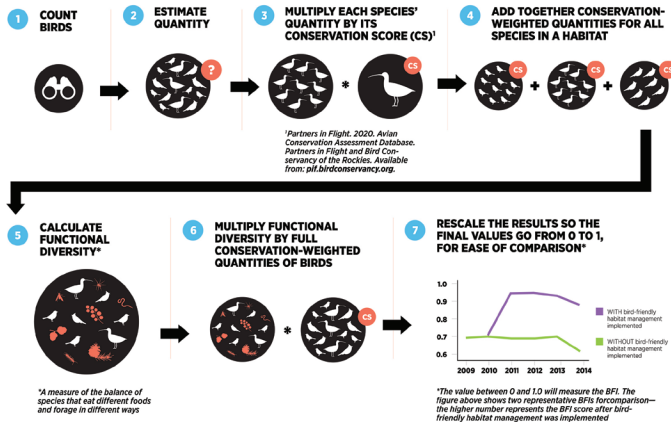 1 COUNT
BIRDS
2 ESTIMATE
QUANTITY
?
3 MULTIPLY EACH SPECIES’
QUANTITY BY ITS
CONSERVATION SCORE (CS)¹
*
CS
¹Partners in Flight. 2020. Avian
Conservation Assessment Database.
Partners in Flight and Bird Con-
servancy of the Rockies. Available
from: pif.birdconservancy.org.
4 ADD TOGETHER CONSERVATION-
WEIGHTED QUANTITIES FOR ALL
SPECIES IN A HABITAT
CS + CS + CS
5 CALCULATE
FUNCTIONAL
DIVERSITY*
*A measure of the balance of
species that eat different foods
and forage in different ways
6 MULTIPLY FUNCTIONAL
DIVERSITY BY FULL
CONSERVATION-WEIGHTED
QUANTITIES OF BIRDS
*
CS
7 RESCALE THE RESULTS SO THE
FINAL VALUES GO FROM 0 TO 1,
FOR EASE OF COMPARISON*
1.0
0.9
0.8
0.7
0.6
2009 2010 2011 2012 2013 2014
WITH bird-friendly
habitat management
implemented
WITHOUT bird-friendly
habitat management
implemented
*The value between 0 and 1.0 will measure the BFI. The
figure above shows two representative BFIs forcomparison—
the higher number represents the BFI score after bird-
friendly habitat management was implemented